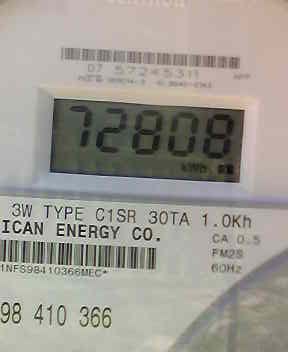 07 57245311
72808
kWh
3W TYPE C1SR 30TA 1.0Kh
ICAN ENERGY CO.
CA 0.5
FM2S
60Hz
1NFS98410366MEC*
98 410 366